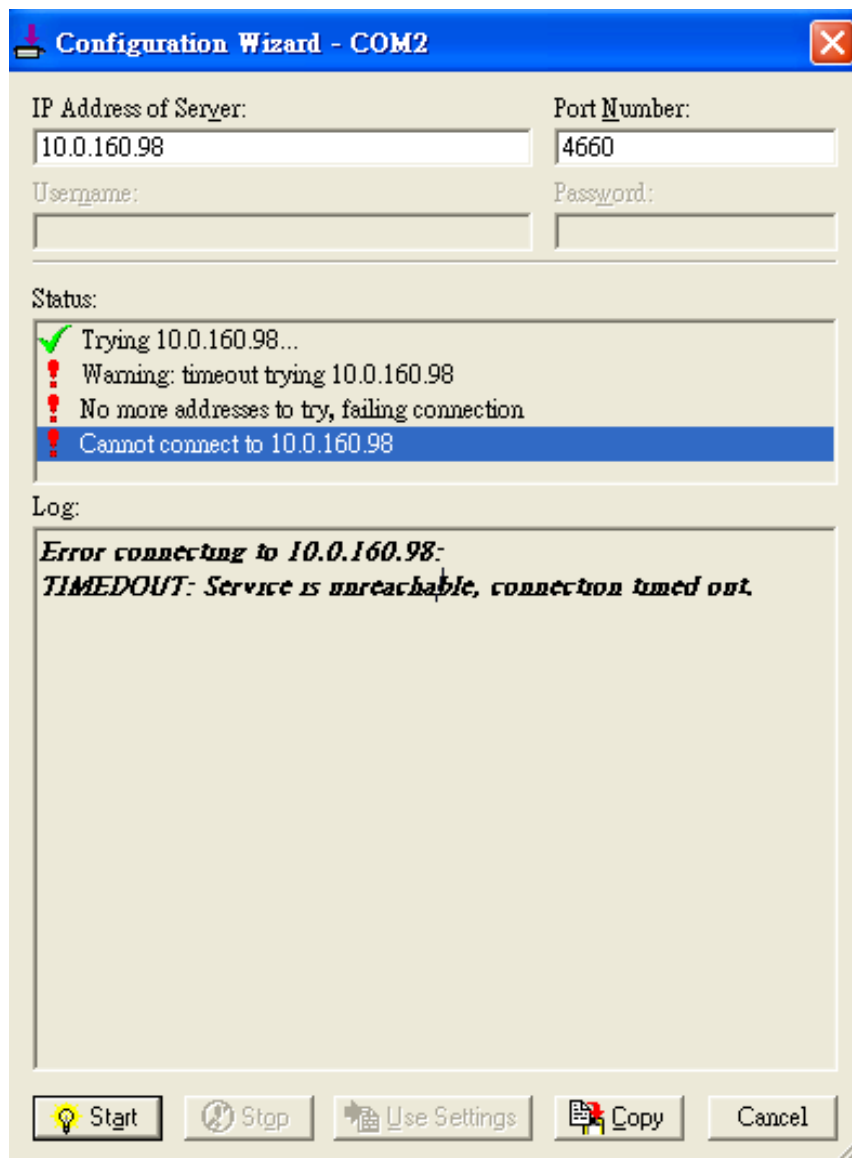 Configuration Wizard - COM2
IP Address of Server: Port Number:
10.0.160.98 4660
Username: Password:
Status:
Trying 10.0.160.98...
Warning: timeout trying 10.0.160.98
No more addresses to try, failing connection
Cannot connect to 10.0.160.98
Log:
Error connecting to 10.0.160.98:
TIMEDOUT: Service is unreachable, connection timed out.
Start Stop Use Settings Copy Cancel